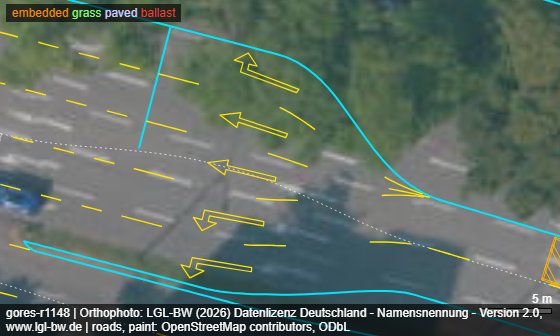 embedded grass paved ballast
5 m
gores-r1148 | Orthophoto: LGL-BW (2026) Datenlizenz Deutschland - Namensnennung - Version 2.0,
www.lgl-bw.de | roads, paint: OpenStreetMap contributors, ODbL